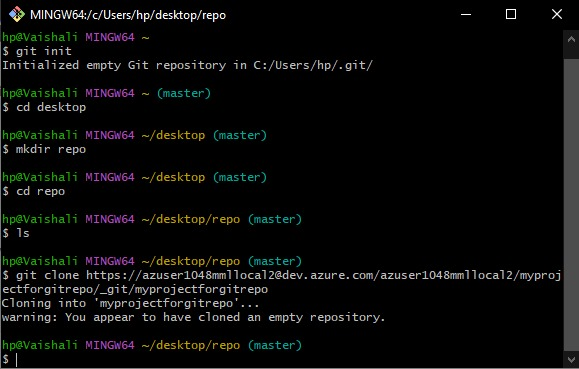 MINGW64:/c/Users/hp/desktop/repo
hp@Vaishali MINGW64 ~
$ git init
Initialized empty Git repository in C:/Users/hp/.git/
hp@Vaishali MINGW64 ~ (master)
$ cd desktop
hp@Vaishali MINGW64 ~/desktop (master)
$ mkdir repo
hp@Vaishali MINGW64 ~/desktop (master)
$ cd repo
hp@Vaishali MINGW64 ~/desktop/repo (master)
$ ls
hp@Vaishali MINGW64 ~/desktop/repo (master)
$ git clone https://azuser1048mmllocal2@dev.azure.com/azuser1048mmllocal2/myproj
ectforgitrepo/_git/myprojectforgitrepo
Cloning into 'myprojectforgitrepo'...
warning: You appear to have cloned an empty repository.
hp@Vaishali MINGW64 ~/desktop/repo (master)
$